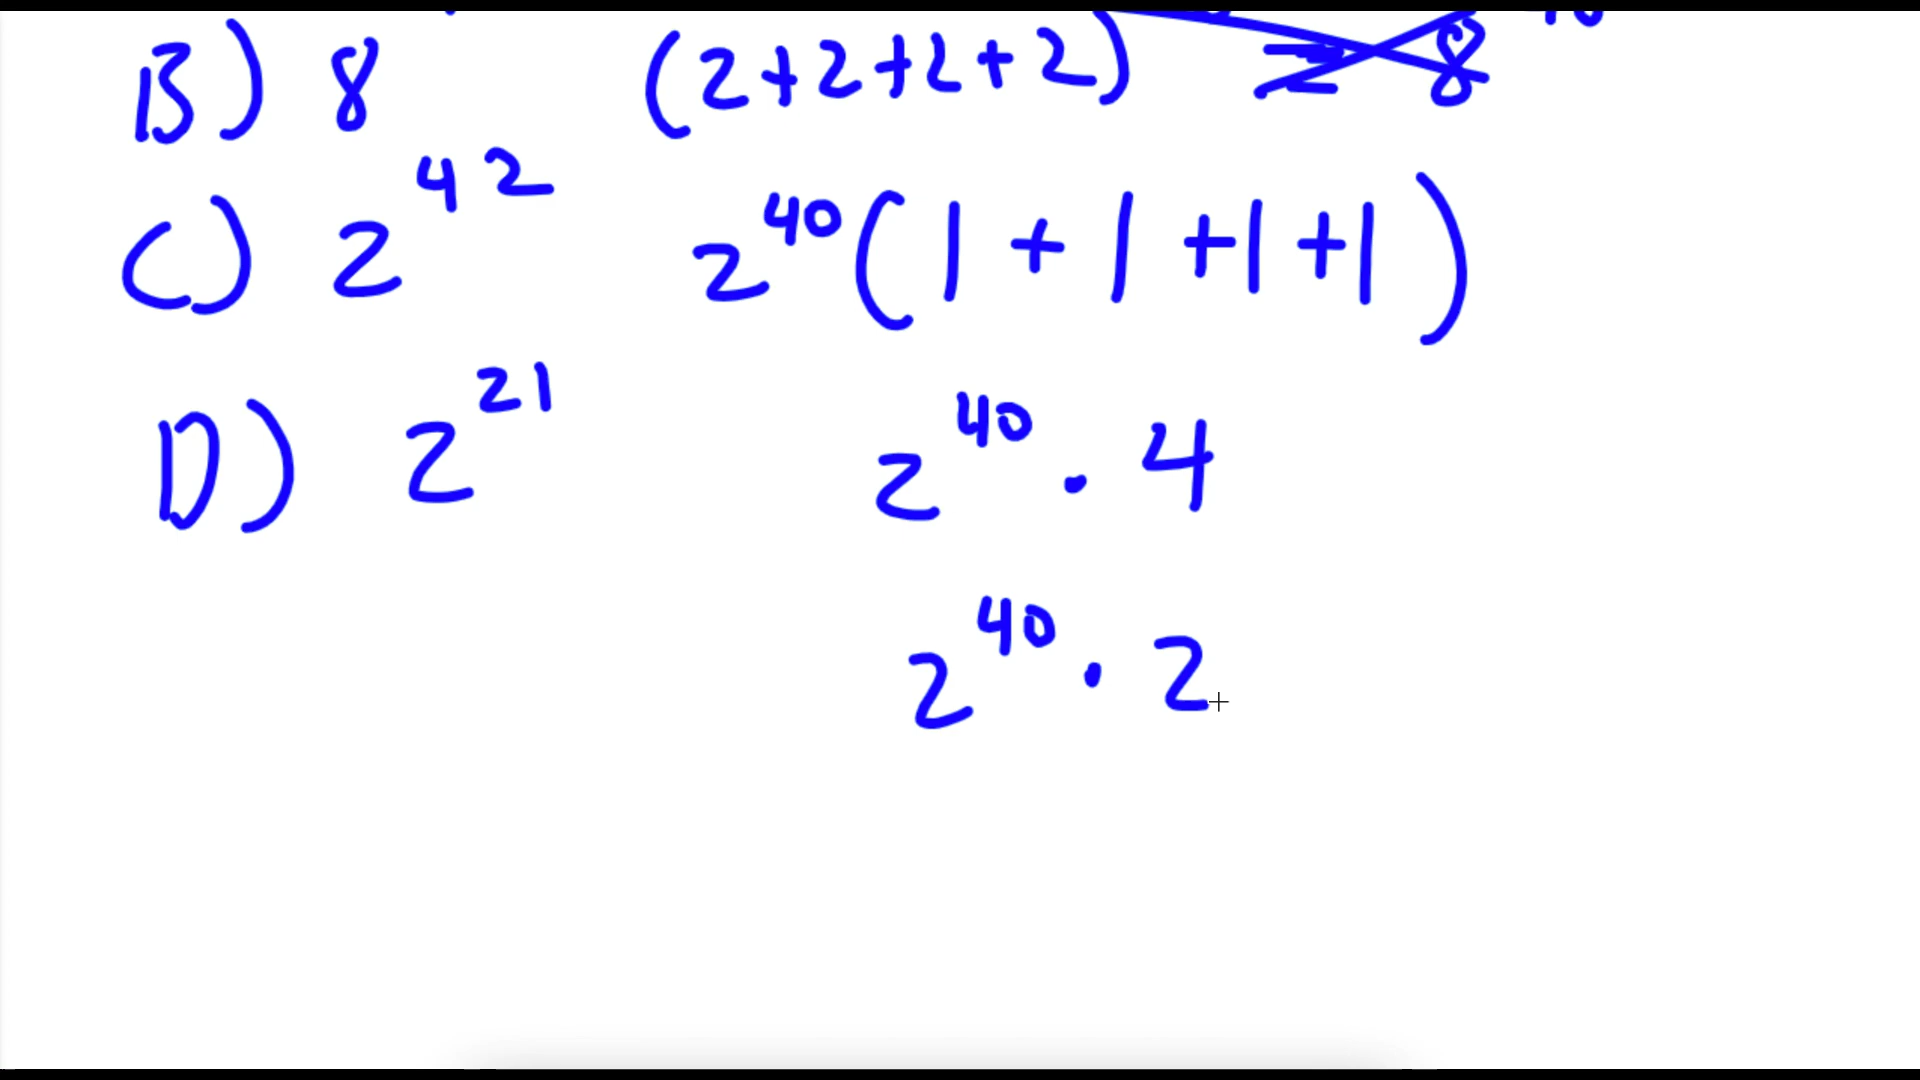 B) 8 (2+2+2+2) = 8
C) 2^42 2^40(1+1+1+1)
D) 2^21 2^40 · 4
2^40 · 2